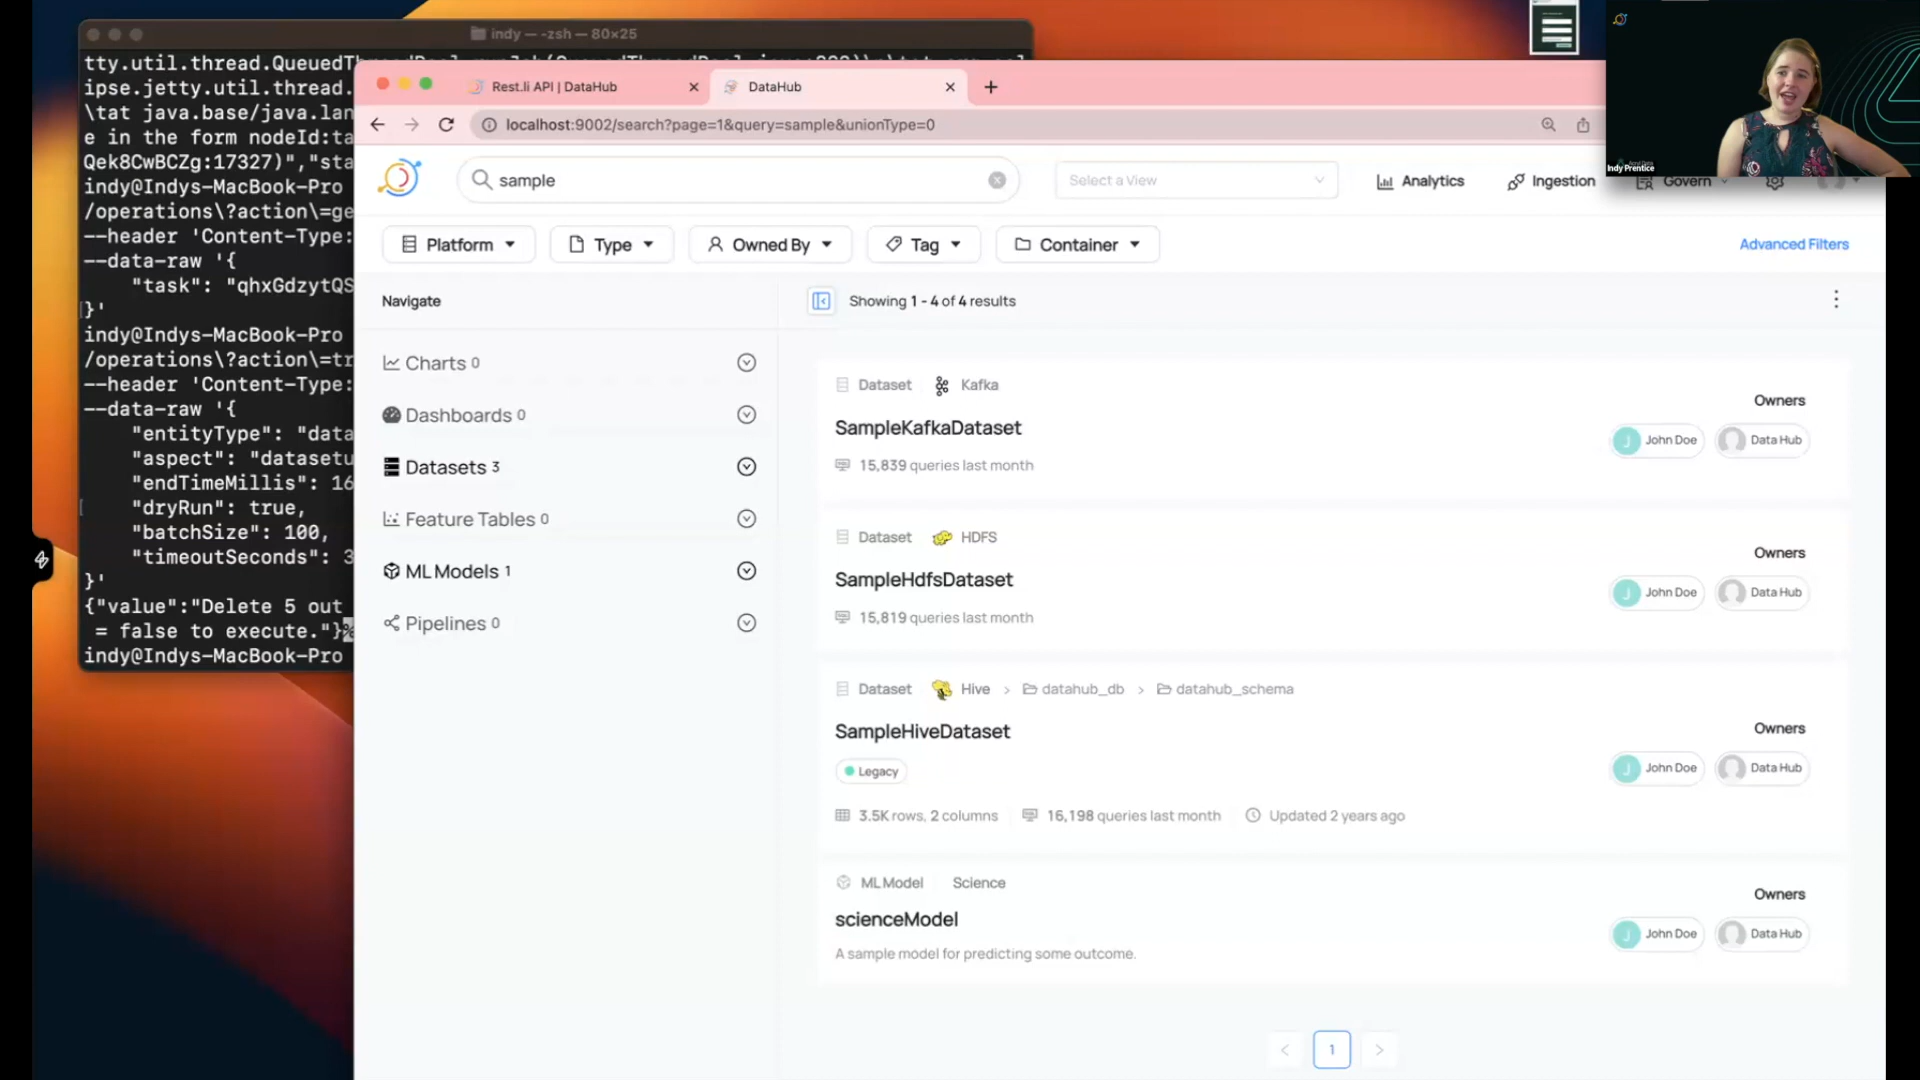 indy — -zsh — 80×25
tty.util.thread.QueuedT
ipse.jetty.util.thread.
\tat java.base/java.lan
e in the form nodeId:ta
Qek8CwBCZg:17327)","sta
indy@Indys-MacBook-Pro
/operations\?action\=ge
--header 'Content-Type:
--data-raw '{
"task": "qhxGdzytQS
}'
indy@Indys-MacBook-Pro
/operations\?action\=tr
--header 'Content-Type:
--data-raw '{
"entityType": "data
"aspect": "datasetu
"endTimeMillis": 16
"dryRun": true,
"batchSize": 100,
"timeoutSeconds": 3
}'
{"value":"Delete 5 out
= false to execute."}%
indy@Indys-MacBook-Pro
Rest.li API | DataHub
DataHub
localhost:9002/search?page=1&query=sample&unionType=0
sample
Select a View
Analytics
Ingestion
Govern
Indy Prentice
Platform
Type
Owned By
Tag
Container
Advanced Filters
Navigate
Showing 1 - 4 of 4 results
Charts 0
Dashboards 0
Datasets 3
Feature Tables 0
ML Models 1
Pipelines 0
Dataset Kafka
SampleKafkaDataset
15,839 queries last month
Owners
J John Doe Data Hub
Dataset HDFS
SampleHdfsDataset
15,819 queries last month
Owners
J John Doe Data Hub
Dataset Hive > datahub_db > datahub_schema
SampleHiveDataset
Legacy
3.5K rows, 2 columns 16,198 queries last month Updated 2 years ago
Owners
J John Doe Data Hub
ML Model Science
scienceModel
A sample model for predicting some outcome.
Owners
J John Doe Data Hub
< 1 >